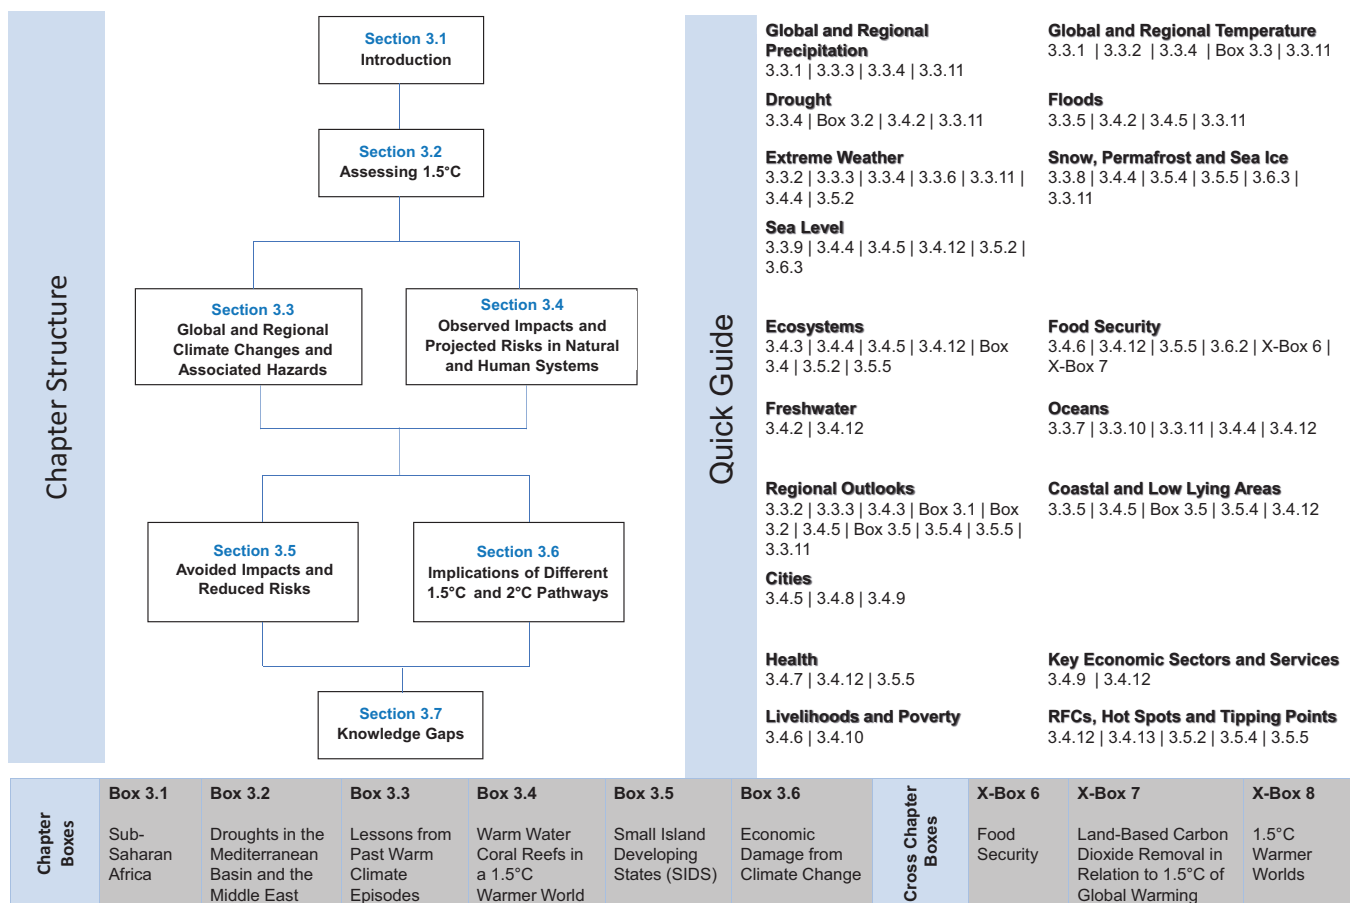 Chapter Structure
Section 3.1
Introduction
Section 3.2
Assessing 1.5°C
Section 3.3
Global and Regional
Climate Changes and
Associated Hazards
Section 3.4
Observed Impacts and
Projected Risks in Natural
and Human Systems
Section 3.5
Avoided Impacts and
Reduced Risks
Section 3.6
Implications of Different
1.5°C and 2°C Pathways
Section 3.7
Knowledge Gaps
Quick Guide
Global and Regional
Precipitation
3.3.1 | 3.3.3 | 3.3.4 | 3.3.11
Global and Regional Temperature
3.3.1 | 3.3.2 | 3.3.4 | Box 3.3 | 3.3.11
Drought
3.3.4 | Box 3.2 | 3.4.2 | 3.3.11
Floods
3.3.5 | 3.4.2 | 3.4.5 | 3.3.11
Extreme Weather
3.3.2 | 3.3.3 | 3.3.4 | 3.3.6 | 3.3.11 |
3.4.4 | 3.5.2
Snow, Permafrost and Sea Ice
3.3.8 | 3.4.4 | 3.5.4 | 3.5.5 | 3.6.3 |
3.3.11
Sea Level
3.3.9 | 3.4.4 | 3.4.5 | 3.4.12 | 3.5.2 |
3.6.3
Ecosystems
3.4.3 | 3.4.4 | 3.4.5 | 3.4.12 | Box
3.4 | 3.5.2 | 3.5.5
Food Security
3.4.6 | 3.4.12 | 3.5.5 | 3.6.2 | X-Box 6 |
X-Box 7
Freshwater
3.4.2 | 3.4.12
Oceans
3.3.7 | 3.3.10 | 3.3.11 | 3.4.4 | 3.4.12
Regional Outlooks
3.3.2 | 3.3.3 | 3.4.3 | Box 3.1 | Box
3.2 | 3.4.5 | Box 3.5 | 3.5.4 | 3.5.5 |
3.3.11
Coastal and Low Lying Areas
3.3.5 | 3.4.5 | Box 3.5 | 3.5.4 | 3.4.12
Cities
3.4.5 | 3.4.8 | 3.4.9
Health
3.4.7 | 3.4.12 | 3.5.5
Key Economic Sectors and Services
3.4.9 | 3.4.12
Livelihoods and Poverty
3.4.6 | 3.4.10
RFCs, Hot Spots and Tipping Points
3.4.12 | 3.4.13 | 3.5.2 | 3.5.4 | 3.5.5
Chapter
Boxes
Box 3.1
Sub-
Saharan
Africa
Box 3.2
Droughts in the
Mediterranean
Basin and the
Middle East
Box 3.3
Lessons from
Past Warm
Climate
Episodes
Box 3.4
Warm Water
Coral Reefs in
a 1.5°C
Warmer World
Box 3.5
Small Island
Developing
States (SIDS)
Box 3.6
Economic
Damage from
Climate Change
Cross Chapter
Boxes
X-Box 6
Food
Security
X-Box 7
Land-Based Carbon
Dioxide Removal in
Relation to 1.5°C of
Global Warming
X-Box 8
1.5°C
Warmer
Worlds